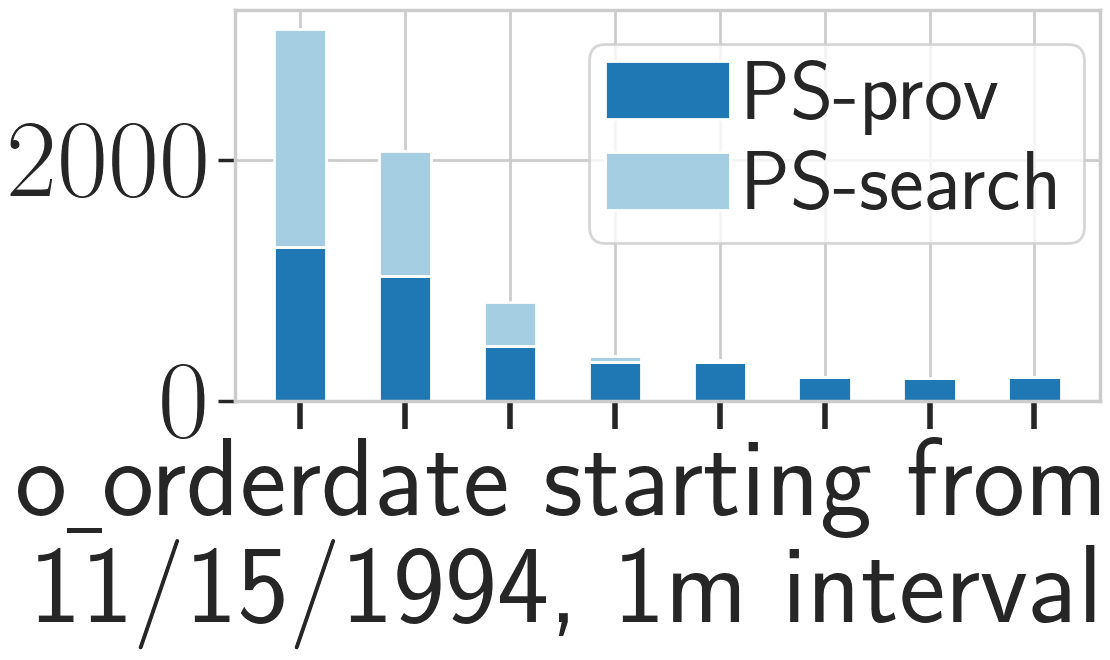 PS-prov
2000
PS-search
0
o_orderdate starting from
11/15/1994, 1m interval